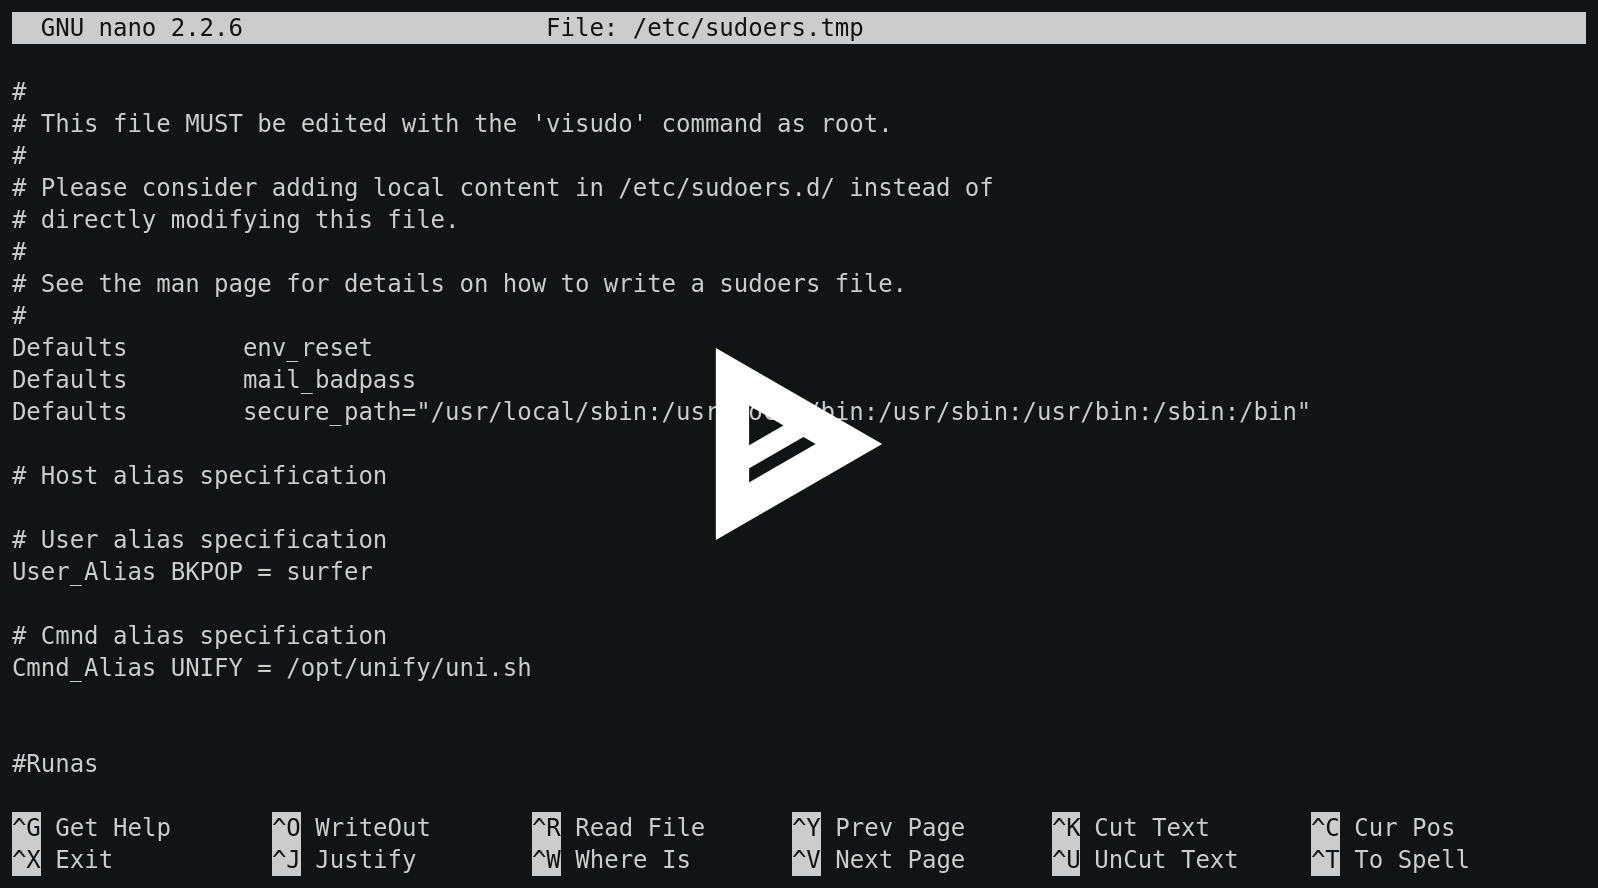 GNU nano 2.2.6 File: /etc/sudoers.tmp
#
# This file MUST be edited with the 'visudo' command as root.
#
# Please consider adding local content in /etc/sudoers.d/ instead of
# directly modifying this file.
#
# See the man page for details on how to write a sudoers file.
#
Defaults env_reset
Defaults mail_badpass
Defaults secure_path="/usr/local/sbin:/usr/local/bin:/usr/sbin:/usr/bin:/sbin:/bin"
# Host alias specification
# User alias specification
User_Alias BKPOP = surfer
# Cmnd alias specification
Cmnd_Alias UNIFY = /opt/unify/uni.sh
#Runas
^G Get Help ^O WriteOut ^R Read File ^Y Prev Page ^K Cut Text ^C Cur Pos
^X Exit ^J Justify ^W Where Is ^V Next Page ^U UnCut Text ^T To Spell